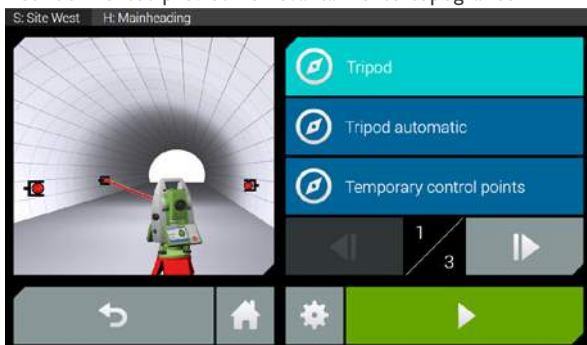 S: Site West H: Mainheading
Tripod
Tripod automatic
Temporary control points
1
3